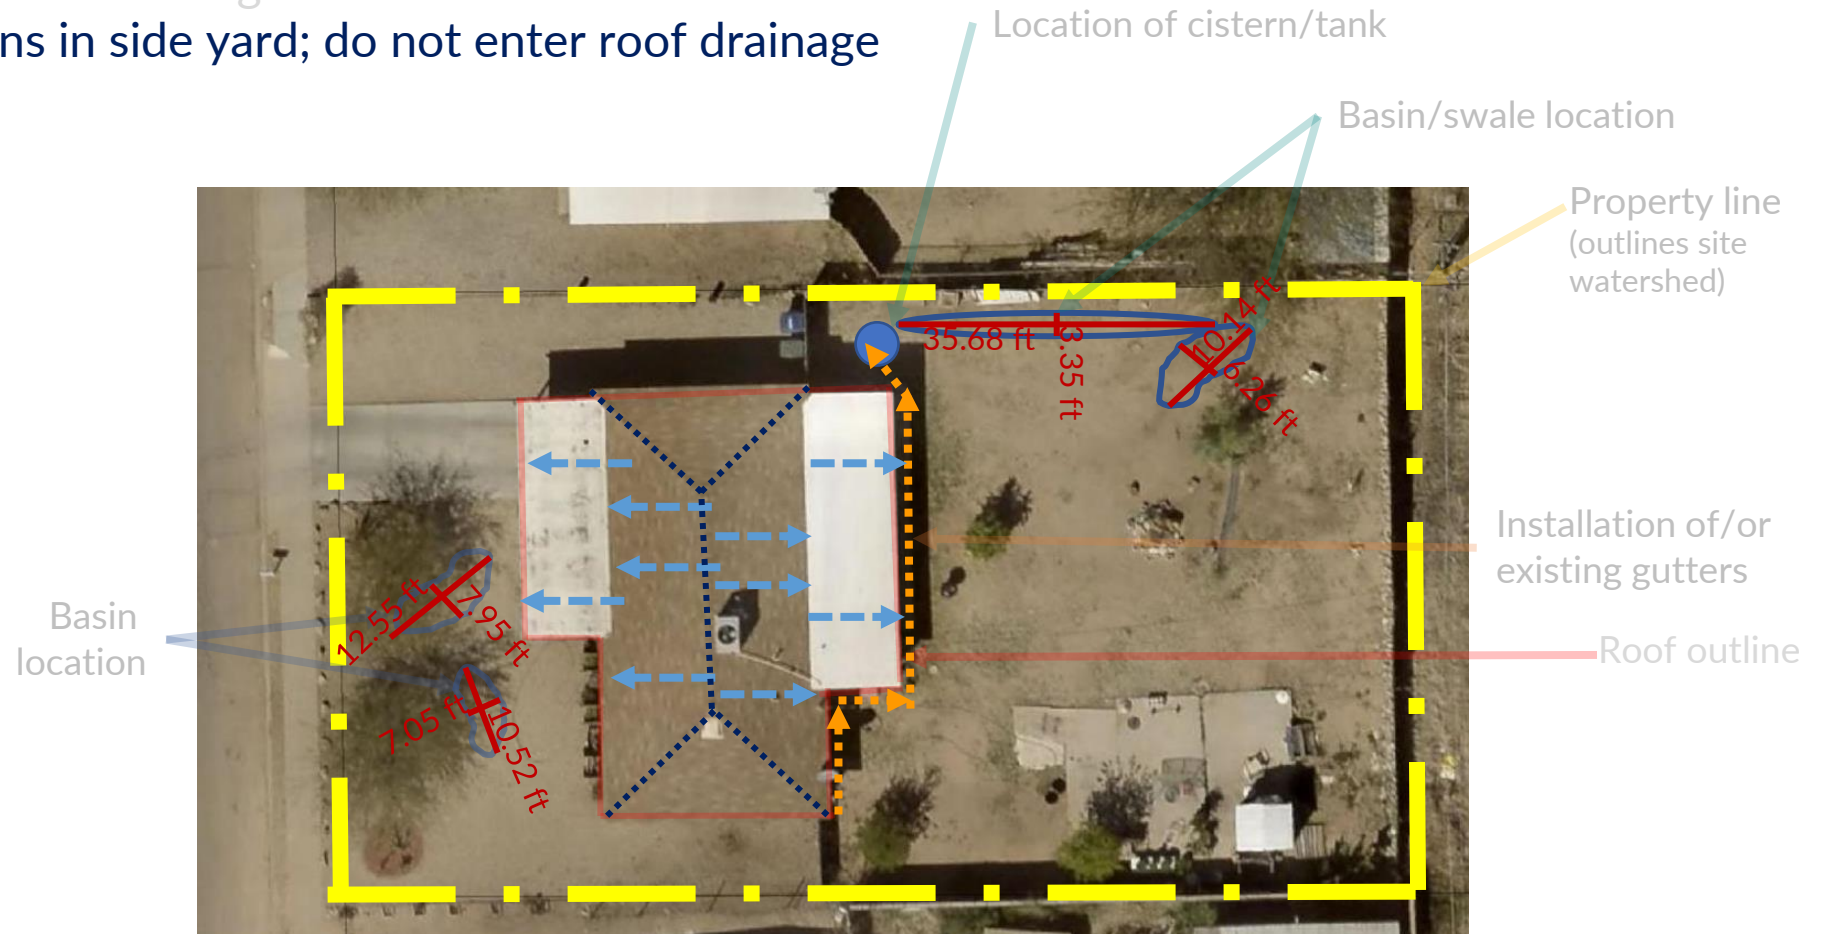 Location of cistern/tank
ns in side yard; do not enter roof drainage
Basin/swale location
Property line
(outlines site
watershed)
10.14 ft
35.68 ft
3.35 ft
6.26 ft
Installation of/or
existing gutters
Basin
location
12.55 ft
7.95 ft
Roof outline
7.05 ft
10.52 ft